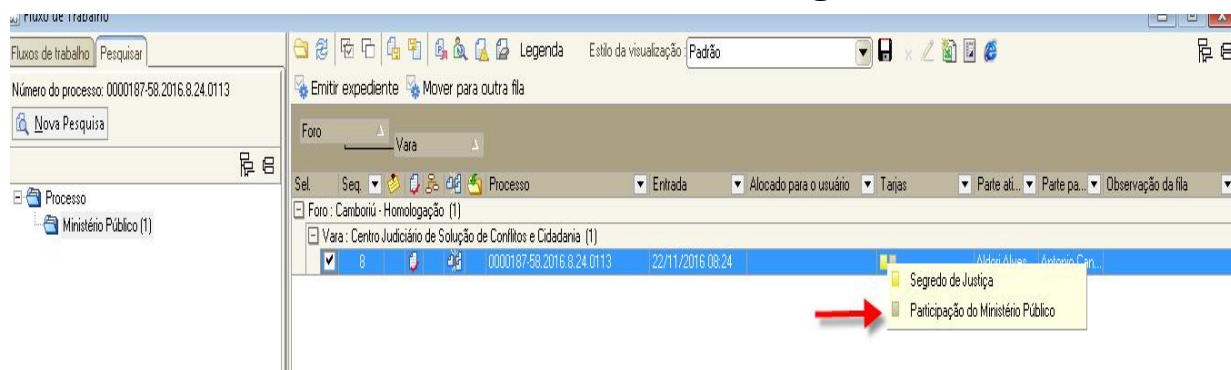 Fluxo de Trabalho
Fluxos de trabalho Pesquisar
Legenda Estilo da visualização: Padrão
Número do processo: 0000187-58.2016.8.24.0113
Emitir expediente Mover para outra fila
Nova Pesquisa
Foro
Vara
Sel. Seq. Processo Entrada Alocado para o usuário Tarjas Parte ati... Parte pa... Observação da fila
Processo
Foro : Camboriú - Homologação (1)
Ministério Público (1)
Vara : Centro Judiciário de Solução de Conflitos e Cidadania (1)
8 0000187-58.2016.8.24.0113 22/11/2016 08:24 Aldori Alves Antonio Can...
Segredo de Justiça
Participação do Ministério Público